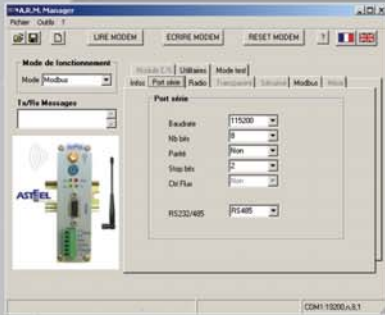 A.R.M. Manager
Fichier Outils ?
LIRE MODEM ECRIRE MODEM RESET MODEM ?
Mode de fonctionnement
Mode Modbus
Tx/Rx Messages
ASTEEL
Module E/S Utilitaires Mode test
Infos Port série Radio Transparent Sécurisé Modbus
Port série
Baudrate 115200
Nb bits 8
Parité Non
Stop bits 2
Ctrl Flux Non
RS232/485 RS485
COM1:19200,n,8,1